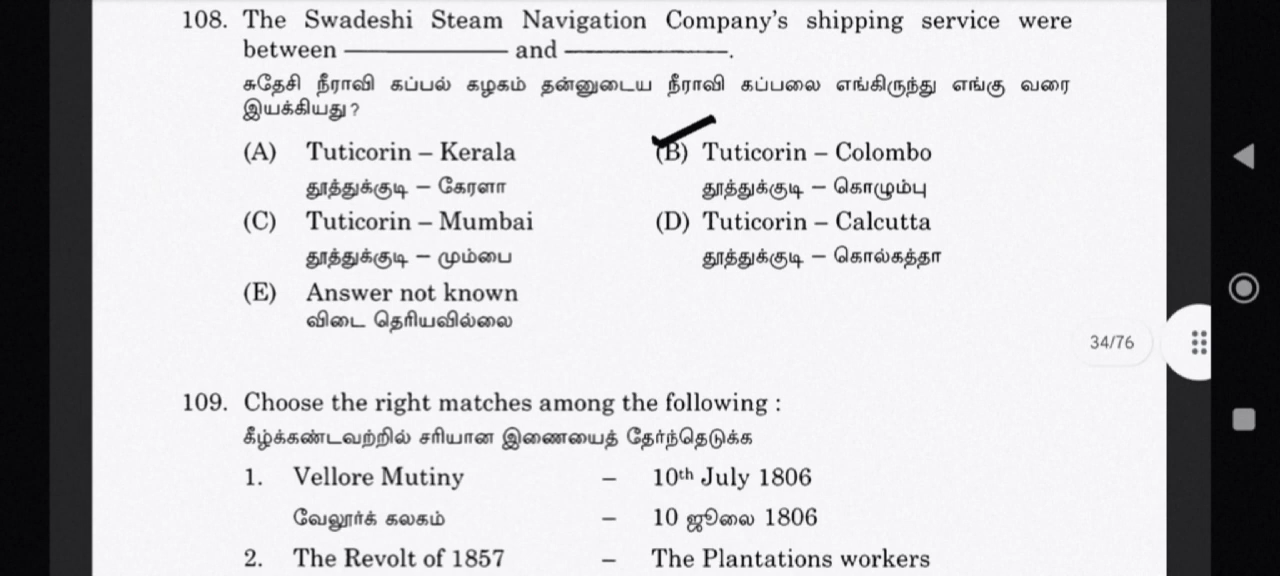 108. The Swadeshi Steam Navigation Company's shipping service were
between ————— and —————.
சுதேசி நீராவி கப்பல் கழகம் தன்னுடைய நீராவி கப்பலை எங்கிருந்து எங்கு வரை
இயக்கியது?
(A) Tuticorin – Kerala (B) Tuticorin – Colombo
தூத்துக்குடி – கேரளா தூத்துக்குடி – கொழும்பு
(C) Tuticorin – Mumbai (D) Tuticorin – Calcutta
தூத்துக்குடி – மும்பை தூத்துக்குடி – கொல்கத்தா
(E) Answer not known
விடை தெரியவில்லை
34/76
109. Choose the right matches among the following :
கீழ்க்கண்டவற்றில் சரியான இணையைத் தேர்ந்தெடுக்க
1. Vellore Mutiny – 10th July 1806
வேலூர்க் கலகம் – 10 ஜூலை 1806
2. The Revolt of 1857 – The Plantations workers